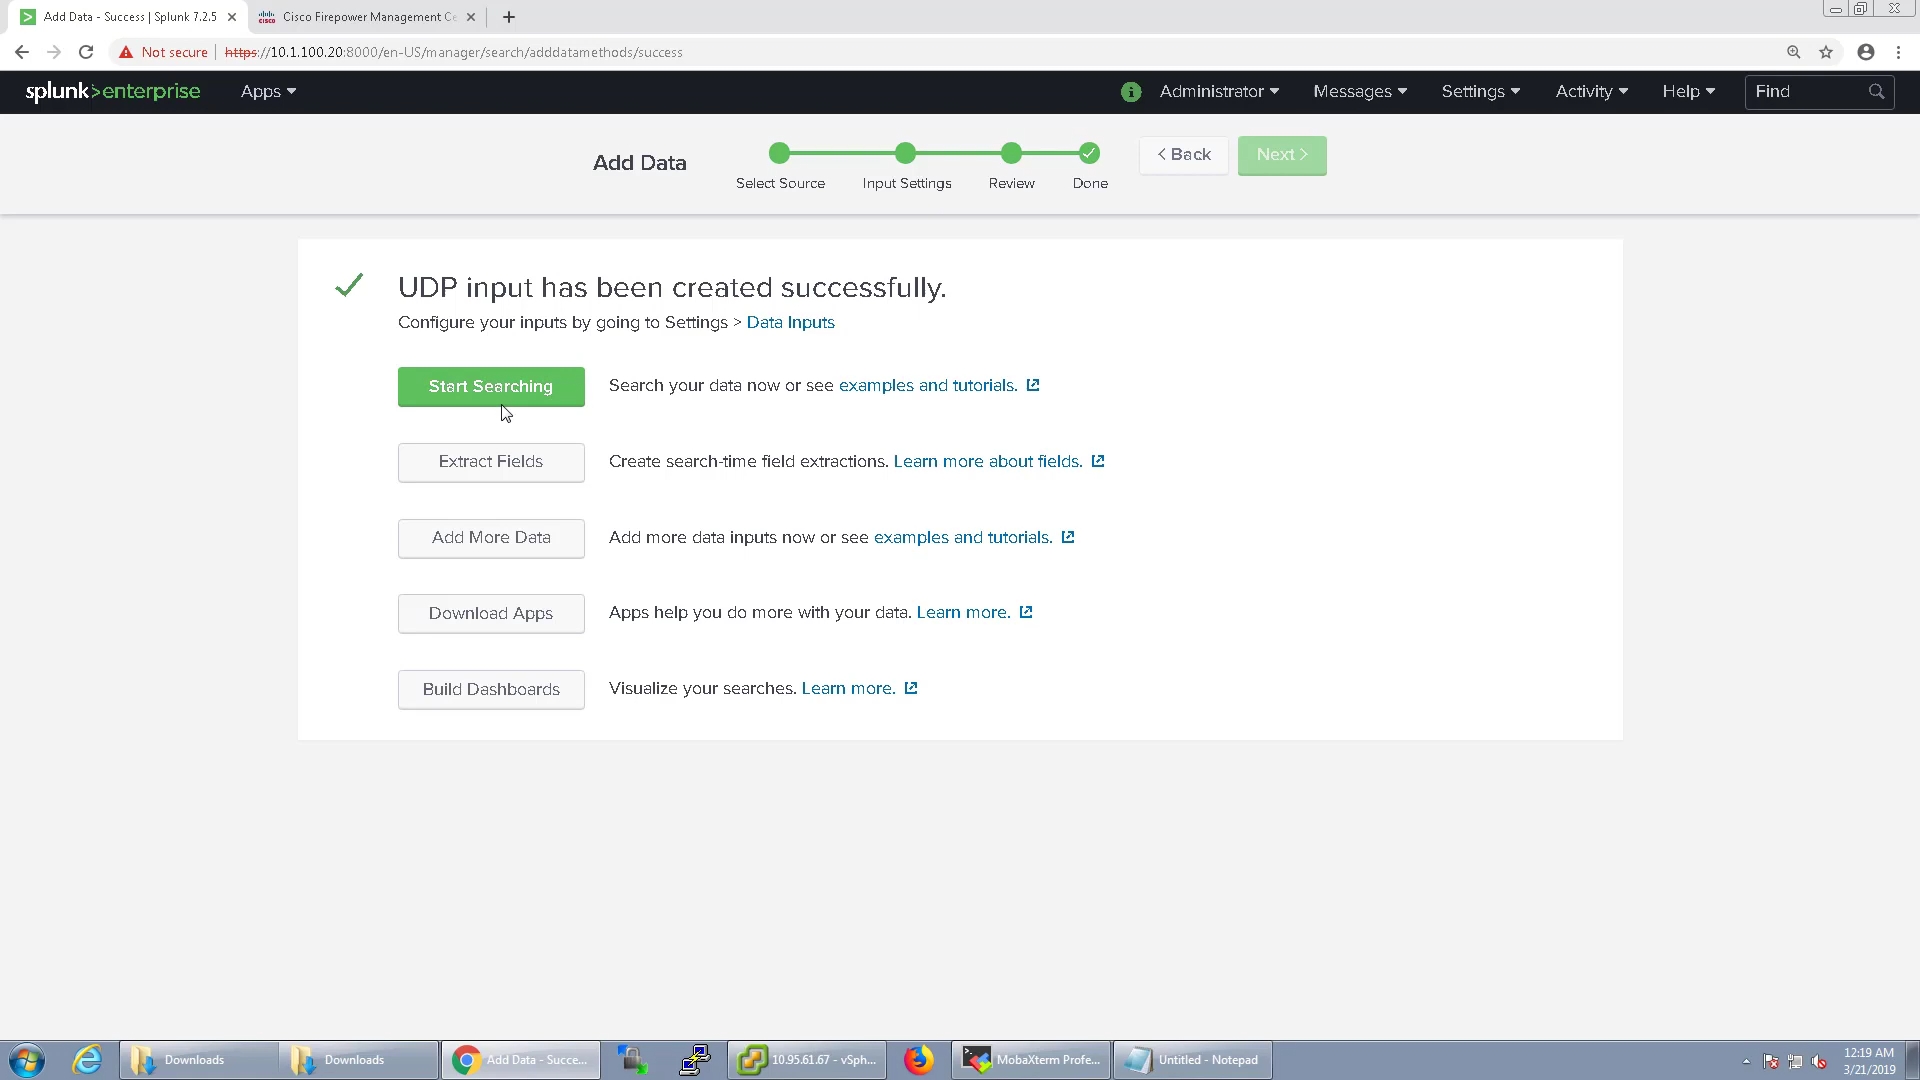 Add Data - Success | Splunk 7.2.5
Cisco Firepower Management Ce
Not secure https://10.1.100.20:8000/en-US/manager/search/adddatamethods/success
splunk>enterprise Apps Administrator Messages Settings Activity Help Find
Add Data
Select Source Input Settings Review Done
< Back Next >
UDP input has been created successfully.
Configure your inputs by going to Settings > Data Inputs
Start Searching Search your data now or see examples and tutorials.
Extract Fields Create search-time field extractions. Learn more about fields.
Add More Data Add more data inputs now or see examples and tutorials.
Download Apps Apps help you do more with your data. Learn more.
Build Dashboards Visualize your searches. Learn more.
Downloads Downloads Add Data - Succe... 10.95.61.67 - vSph... MobaXterm Profe... Untitled - Notepad
12:19 AM
3/21/2019